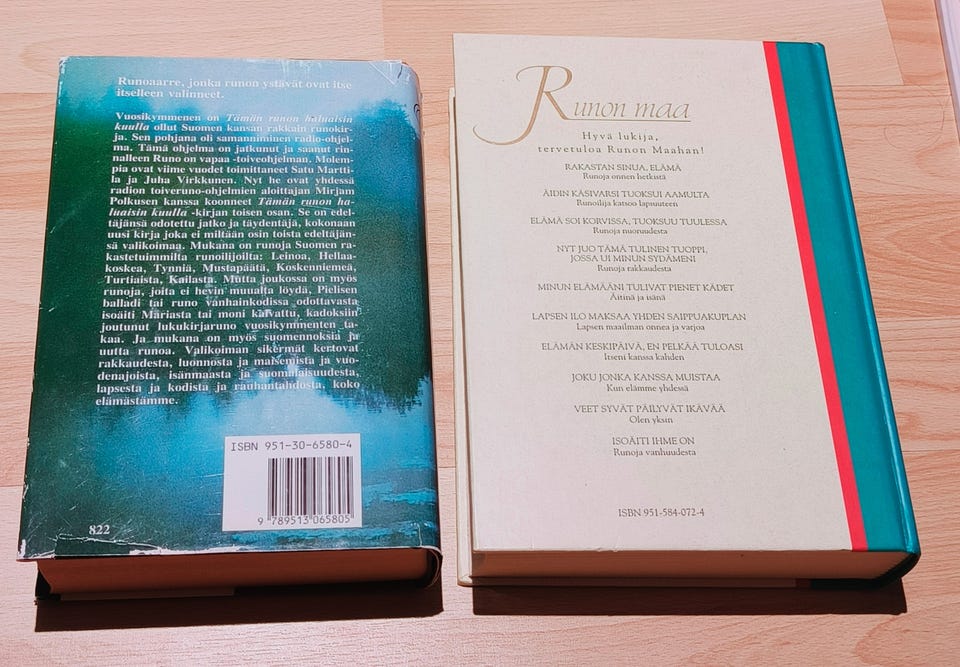 Runoaarre, jonka runon ystävät ovat itse
itselleen valinneet.
Vuosikymmenen on Tämän runon haluaisin
kuulla ollut Suomen kansan rakkain runokir-
ja. Sen pohjana oli samanniminen radio-ohjel-
ma. Tämä ohjelma on jatkunut ja saanut rin-
nalleen Runo on vapaa -toiveohjelman. Molem-
pia ovat viime vuodet toimittaneet Satu Martti-
la ja Juha Virkkunen. Nyt he ovat yhdessä
radion toiveruno-ohjelmien aloittajan Mirjam
Polkusen kanssa koonneet Tämän runon ha-
luaisin kuulla -kirjan toisen osan. Se on edel-
täjänsä odotettu jatko ja täydentäjä, kokonaan
uusi kirja joka ei miltään osin toista edeltäjän-
sä valikoimaa. Mukana on runoja Suomen ra-
kastetuimmilta runoilijoilta: Leinoa, Hellaa-
koskea, Tynniä, Mustapäätä, Koskenniemeä,
Turtiaista, Kailasta. Mutta joukossa on myös
runoja, joita ei hevin muualta löydä, Pielisen
balladi tai runo vanhainkodissa odottavasta
isoäiti Mariasta tai moni kaivattu, kadoksiin
joutunut lukukirjaruno vuosikymmenten ta-
kaa. Ja mukana on myös suomennoksia ja
uutta runoa. Valikoiman sikermät kertovat
rakkaudesta, luonnosta ja maisemista ja vuo-
denajoista, isänmaasta ja suomalaisuudesta,
lapsesta ja kodista ja rauhantahdosta, koko
elämästämme.
ISBN 951-30-6580-4
9 789513 065805
822
Runon maa
Hyvä lukija,
tervetuloa Runon Maahan!
RAKASTAN SINUA, ELÄMÄ
Runoja onnen hetkistä
ÄIDIN KÄSIVARSI TUOKSUI AAMULTA
Runoilija katsoo lapsuuteen
ELÄMÄ SOI KORVISSA, TUOKSUU TUULESSA
Runoja nuoruudesta
NYT JUO TÄMÄ TULINEN TUOPPI,
JOSSA UI MINUN SYDÄMENI
Runoja rakkaudesta
MINUN ELÄMÄÄNI TULIVAT PIENET KÄDET
Äitinä ja isänä
LAPSEN ILO MAKSAA YHDEN SAIPPUAKUPLAN
Lapsen maailman onnea ja varjoa
ELÄMÄN KESKIPÄIVÄ, EN PELKÄÄ TULOASI
Itseni kanssa kahden
JOKU JONKA KANSSA MUISTAA
Kun elämme yhdessä
VEET SYVÄT PÄILYVÄT IKÄVÄÄ
Olen yksin
ISOÄITI IHME ON
Runoja vanhuudesta
ISBN 951-584-072-4